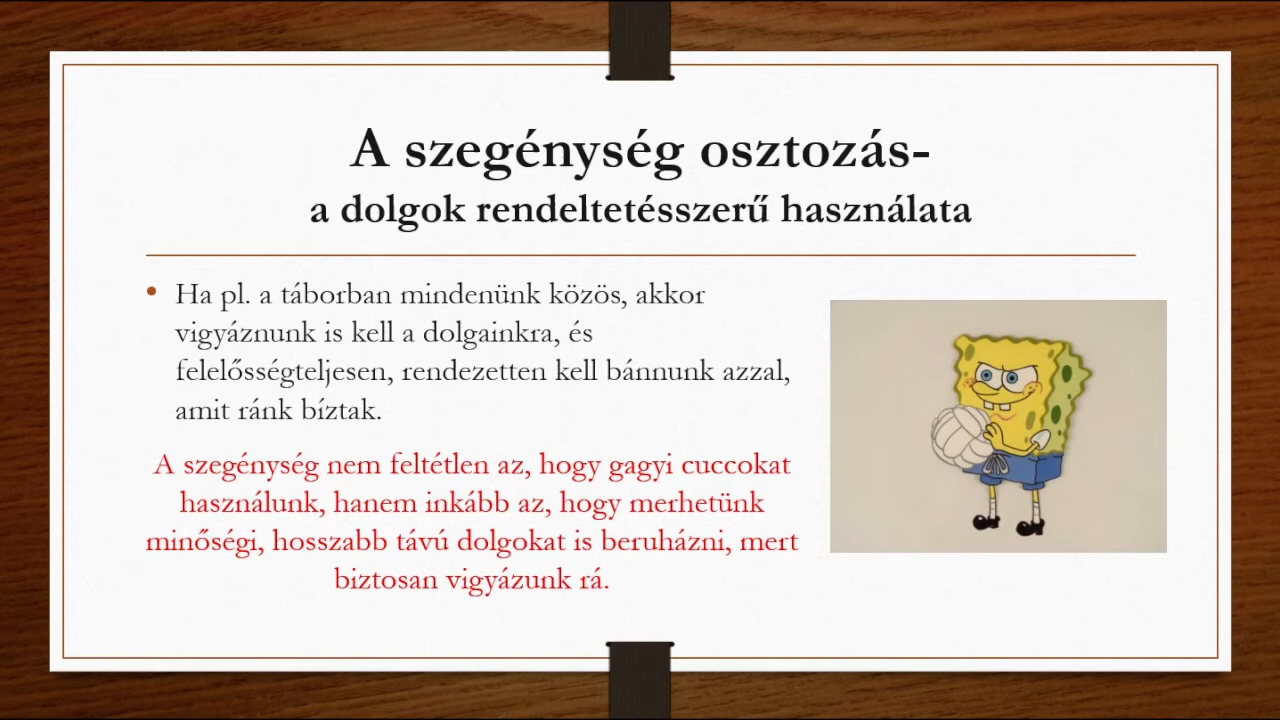 A szegénység osztozás-
a dolgok rendeltetésszerű használata
• Ha pl. a táborban mindenünk közös, akkor
vigyáznunk is kell a dolgainkra, és
felelősségteljesen, rendezetten kell bánnunk azzal,
amit ránk bíztak.
A szegénység nem feltétlen az, hogy gagyi cuccokat
használunk, hanem inkább az, hogy merhetünk
minőségi, hosszabb távú dolgokat is beruházni, mert
biztosan vigyázunk rá.